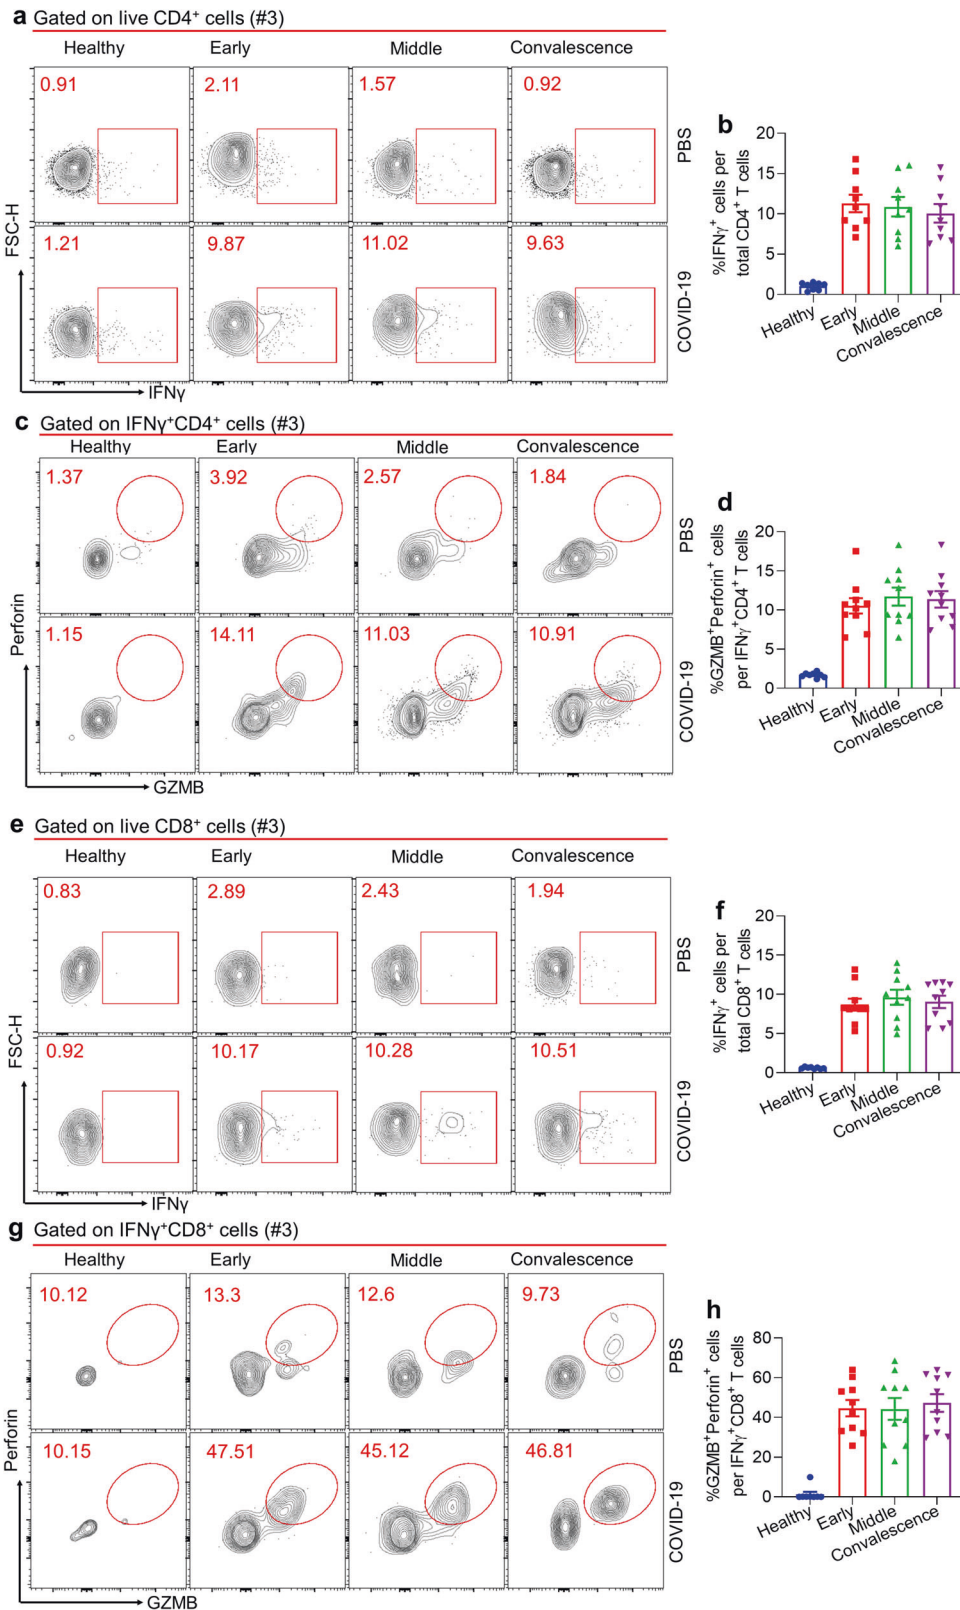 a Gated on live CD4⁺ cells (#3)
Healthy Early Middle Convalescence
0.91 2.11 1.57 0.92
PBS
1.21 9.87 11.02 9.63
COVID-19
FSC-H
IFNγ
b
%IFNγ⁺ cells per
total CD4⁺ T cells
20
15
10
5
0
Healthy
Early
Middle
Convalescence
c Gated on IFNγ⁺CD4⁺ cells (#3)
Healthy Early Middle Convalescence
1.37 3.92 2.57 1.84
PBS
1.15 14.11 11.03 10.91
COVID-19
Perforin
GZMB
d
%GZMB⁺Perforin⁺ cells
per IFNγ⁺CD4⁺ T cells
20
15
10
5
0
Healthy
Early
Middle
Convalescence
e Gated on live CD8⁺ cells (#3)
Healthy Early Middle Convalescence
0.83 2.89 2.43 1.94
PBS
0.92 10.17 10.28 10.51
COVID-19
FSC-H
IFNγ
f
%IFNγ⁺ cells per
total CD8⁺ T cells
20
15
10
5
0
Healthy
Early
Middle
Convalescence
g Gated on IFNγ⁺CD8⁺ cells (#3)
Healthy Early Middle Convalescence
10.12 13.3 12.6 9.73
PBS
10.15 47.51 45.12 46.81
COVID-19
Perforin
GZMB
h
%GZMB⁺Perforin⁺ cells
per IFNγ⁺CD8⁺ T cells
80
60
40
20
0
Healthy
Early
Middle
Convalescence